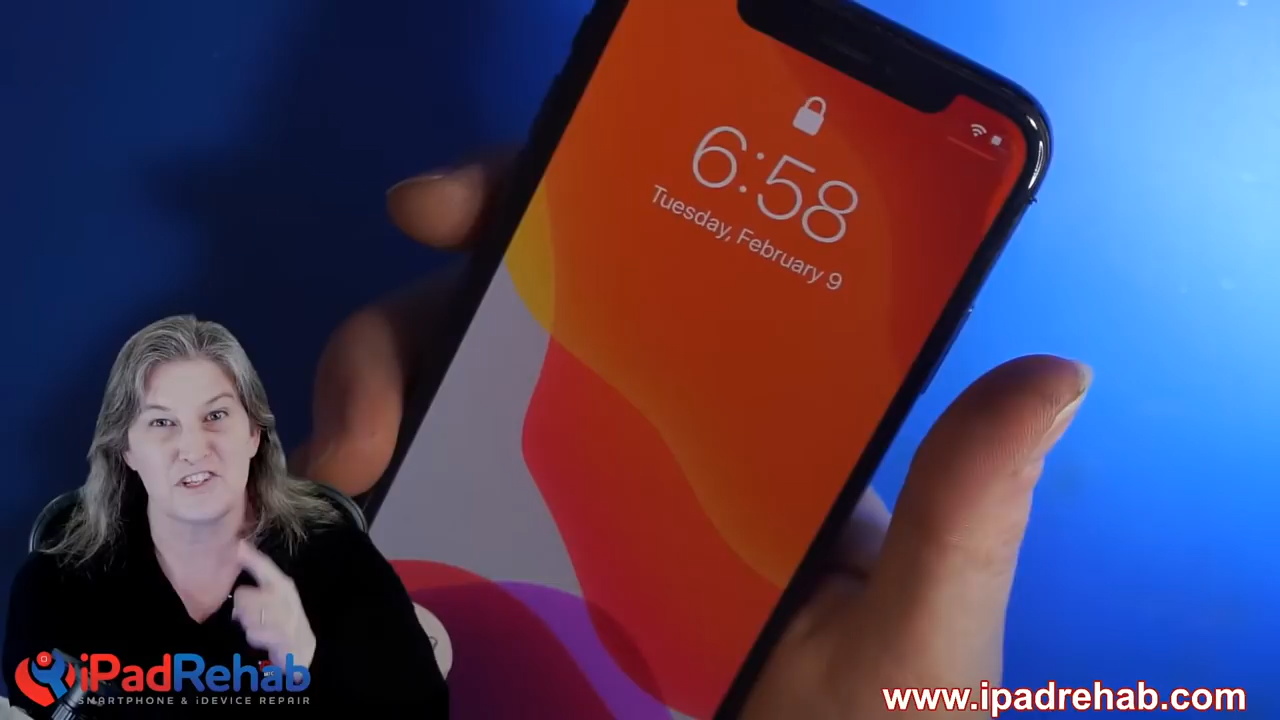 6:58
Tuesday, February 9
iPadRehab
SMARTPHONE & iDEVICE REPAIR
www.ipadrehab.com